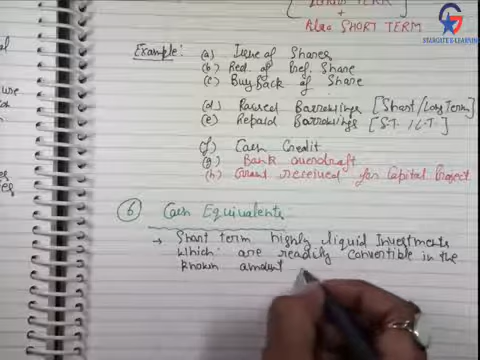 +
Also SHORT TERM
STARGATE E-LEARNING
Example:
(a) Issue of Shares
(b) Red. of Pref. Share
(c) Buy Back of Share
(d) Raised Borrowings [Short/Long Term]
(e) Repaid Borrowings [S.T. / L.T.]
(f) Cash Credit
(g) Bank overdraft
(h) Grant received for Capital Project
(6) Cash Equivalents
→ Short term highly liquid Investments
which are readily convertible in the
known amount